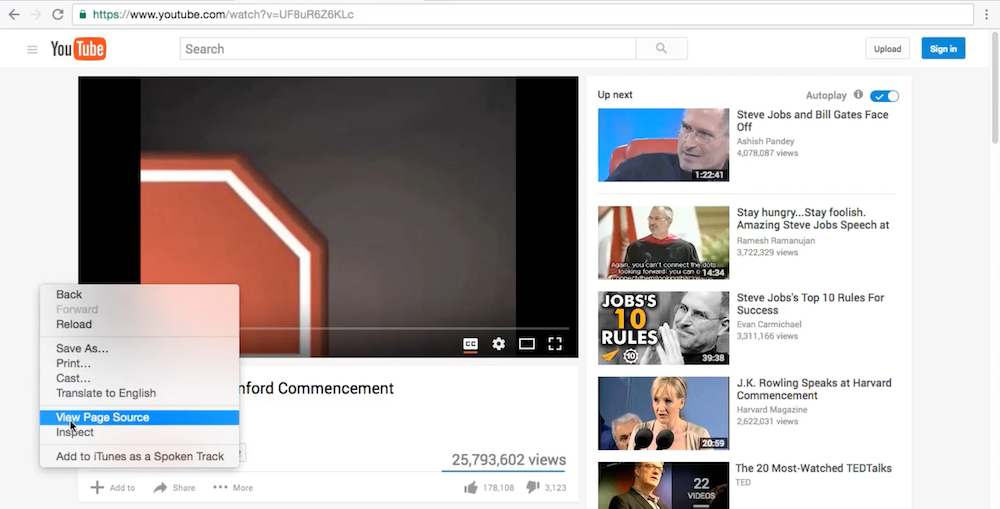 https://www.youtube.com/watch?v=UF8uR6Z6KLc
YouTube
Search
Upload
Sign in
Up next
Autoplay
Steve Jobs and Bill Gates Face
Off
Ashish Pandey
4,078,087 views
1:22:41
Stay hungry...Stay foolish.
Amazing Steve Jobs Speech at
Ramesh Ramanujan
3,722,329 views
Again, you can't connect the dots
looking forward; you can
14:34
JOBS'S
10
RULES
10
39:38
Steve Jobs's Top 10 Rules For
Success
Evan Carmichael
3,311,166 views
J.K. Rowling Speaks at Harvard
Commencement
Harvard Magazine
2,622,031 views
20:59
The 20 Most-Watched TEDTalks
TED
22
VIDEOS
CC
Back
Forward
Reload
Save As...
Print...
Cast...
Translate to English
View Page Source
Inspect
Add to iTunes as a Spoken Track
nford Commencement
25,793,602 views
Add to
Share
More
178,108
3,123